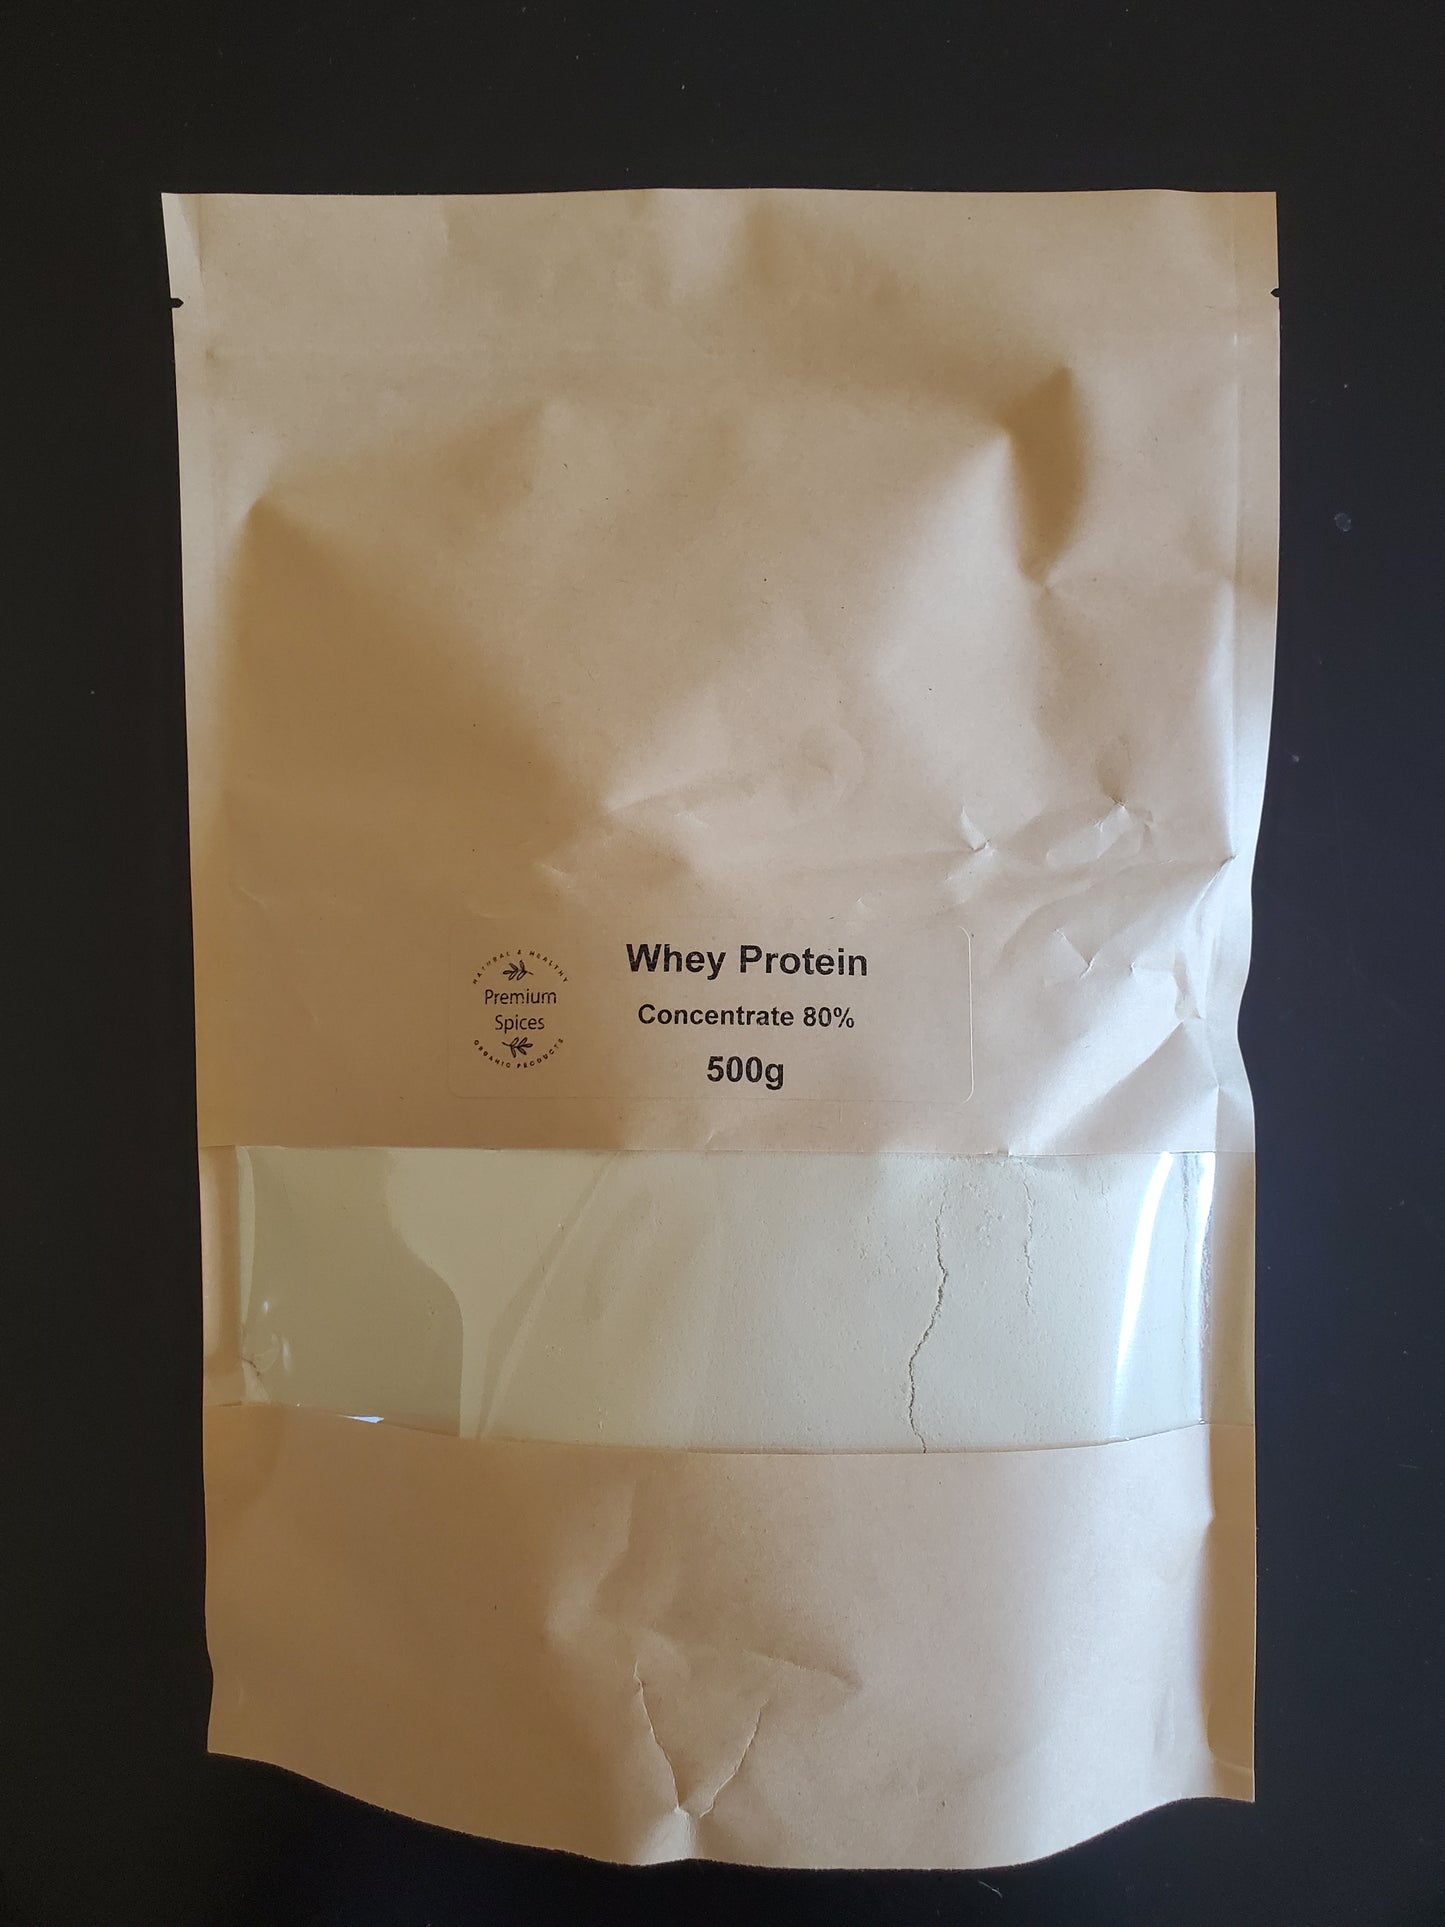 NATURAL & HEALTHY
Premium
Spices
ORGANIC PRODUCTS
Whey Protein
Concentrate 80%
500g